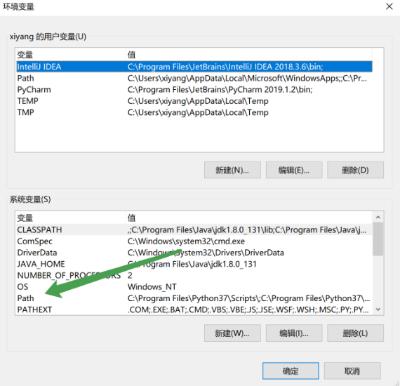 环境变量
xiyang 的用户变量(U)
变量 值
IntelliJ IDEA C:\Program Files\JetBrains\IntelliJ IDEA 2018.3.6\bin;
Path C:\Users\xiyang\AppData\Local\Microsoft\WindowsApps;;C:\Pr...
PyCharm C:\Program Files\JetBrains\PyCharm 2019.1.2\bin;
TEMP C:\Users\xiyang\AppData\Local\Temp
TMP C:\Users\xiyang\AppData\Local\Temp
新建(N)... 编辑(E)... 删除(D)
系统变量(S)
变量 值
CLASSPATH .,;C:\Program Files\Java\jdk1.8.0_131\lib;C:\Program Files\Java\j...
ComSpec C:\Windows\system32\cmd.exe
DriverData C:\Windows\System32\Drivers\DriverData
JAVA_HOME C:\Program Files\Java\jdk1.8.0_131
NUMBER_OF_PROCESSORS 2
OS Windows_NT
Path C:\Program Files\Python37\Scripts\;C:\Program Files\Python37\...
PATHEXT .COM;.EXE;.BAT;.CMD;.VBS;.VBE;.JS;.JSE;.WSF;.WSH;.MSC;.PY;.PY...
新建(W)... 编辑(I)... 删除(L)
确定 取消